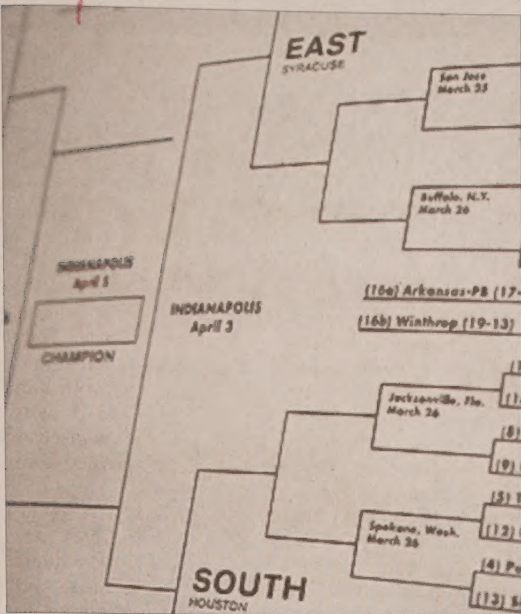 EAST
SYRACUSE
San Jose
March 25
Buffalo, N.Y.
March 26
INDIANAPOLIS
April 5
CHAMPION
INDIANAPOLIS
April 3
(16a) Arkansas-PB (17-
(16b) Winthrop (19-13)
Jacksonville, Fla.
March 26
(8)
(9)
(5)
(12)
Spokane, Wash.
March 26
(4)
(13)
SOUTH
HOUSTON